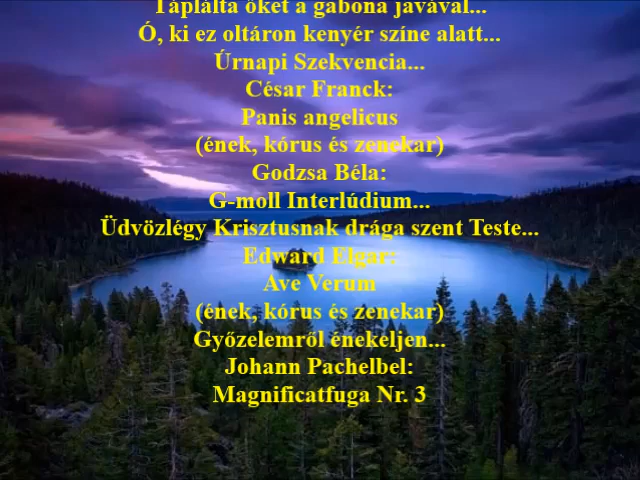 Táplálta őket a gabona javával...
Ó, ki ez oltáron kenyér színe alatt...
Úrnapi Szekvencia...
César Franck:
Panis angelicus
(ének, kórus és zenekar)
Godzsa Béla:
G-moll Interlúdium...
Üdvözlégy Krisztusnak drága szent Teste...
Edward Elgar:
Ave Verum
(ének, kórus és zenekar)
Győzelemről énekeljen...
Johann Pachelbel:
Magnificatfuga Nr. 3